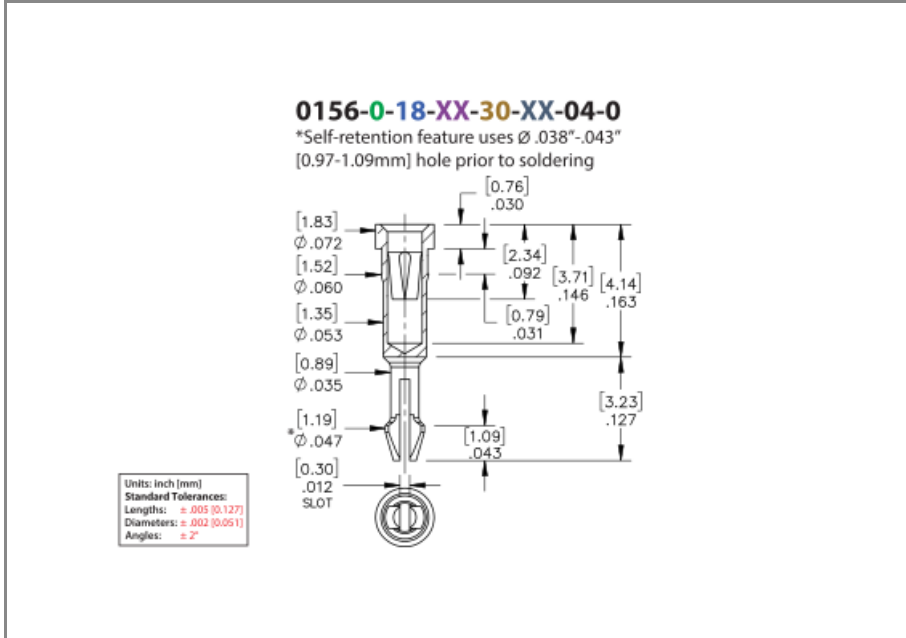 0156-0-18-XX-30-XX-04-0
*Self-retention feature uses Ø .038″-.043″
[0.97-1.09mm] hole prior to soldering
[0.76]
.030
[1.83]
Ø.072
[2.34]
.092
[3.71]
.146
[4.14]
.163
[1.52]
Ø.060
[0.79]
.031
[1.35]
Ø.053
[0.89]
Ø.035
[3.23]
.127
[1.19]
*Ø.047
[1.09]
.043
[0.30]
.012
SLOT
Units: inch [mm]
Standard Tolerances:
Lengths: ± .005 [0.127]
Diameters: ± .002 [0.051]
Angles: ± 2°